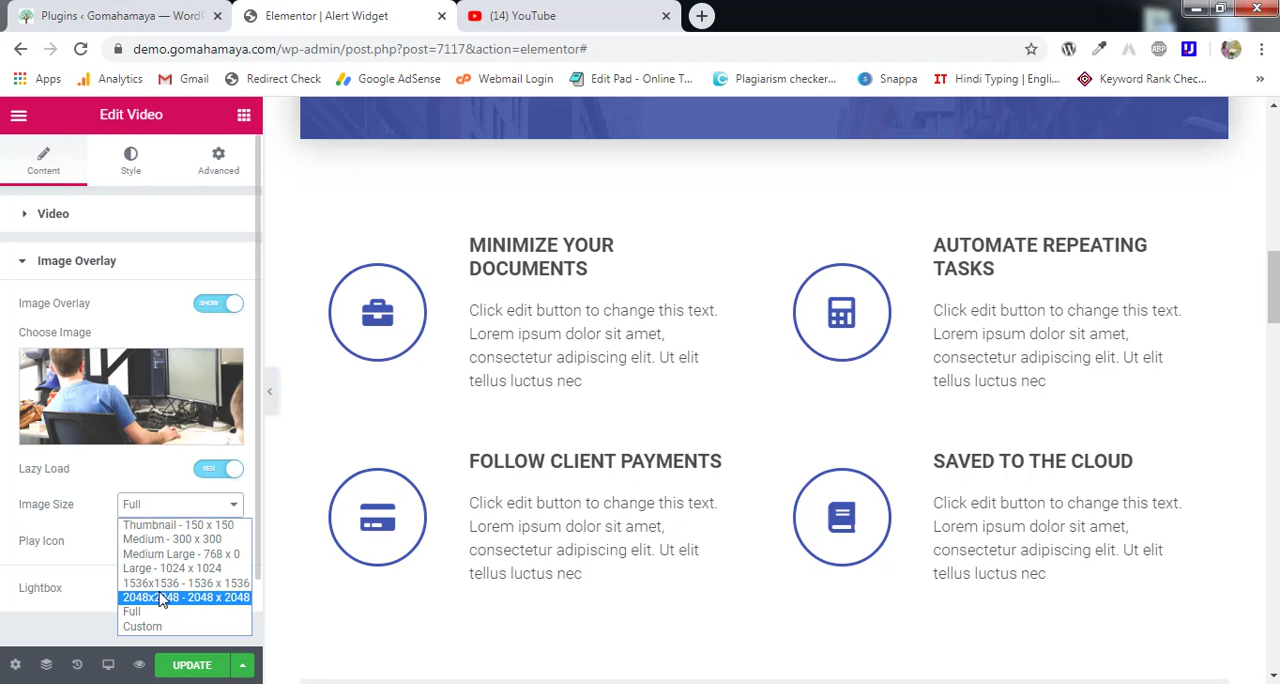 Plugins ‹ Gomahamaya — WordP
Elementor | Alert Widget
(14) YouTube
demo.gomahamaya.com/wp-admin/post.php?post=7117&action=elementor#
Apps
Analytics
Gmail
Redirect Check
Google AdSense
Webmail Login
Edit Pad - Online T...
Plagiarism checker...
Snappa
Hindi Typing | Engli...
Keyword Rank Chec...
Edit Video
Content
Style
Advanced
Video
Image Overlay
Image Overlay
SHOW
Choose Image
Lazy Load
YES
Image Size
Full
Thumbnail - 150 x 150
Medium - 300 x 300
Medium Large - 768 x 0
Large - 1024 x 1024
1536x1536 - 1536 x 1536
2048x2048 - 2048 x 2048
Full
Custom
Play Icon
Lightbox
UPDATE
MINIMIZE YOUR
DOCUMENTS
Click edit button to change this text.
Lorem ipsum dolor sit amet,
consectetur adipiscing elit. Ut elit
tellus luctus nec
AUTOMATE REPEATING
TASKS
Click edit button to change this text.
Lorem ipsum dolor sit amet,
consectetur adipiscing elit. Ut elit
tellus luctus nec
FOLLOW CLIENT PAYMENTS
Click edit button to change this text.
Lorem ipsum dolor sit amet,
consectetur adipiscing elit. Ut elit
tellus luctus nec
SAVED TO THE CLOUD
Click edit button to change this text.
Lorem ipsum dolor sit amet,
consectetur adipiscing elit. Ut elit
tellus luctus nec